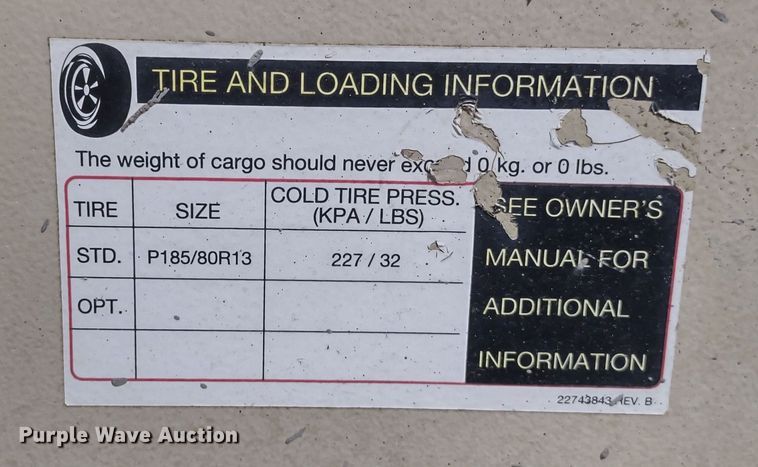 TIRE AND LOADING INFORMATION
The weight of cargo should never exceed 0 kg. or 0 lbs.
TIRE SIZE COLD TIRE PRESS. (KPA / LBS)
STD. P185/80R13 227 / 32
OPT.
SEE OWNER'S
MANUAL FOR
ADDITIONAL
INFORMATION
22743843 REV. B
Purple Wave Auction